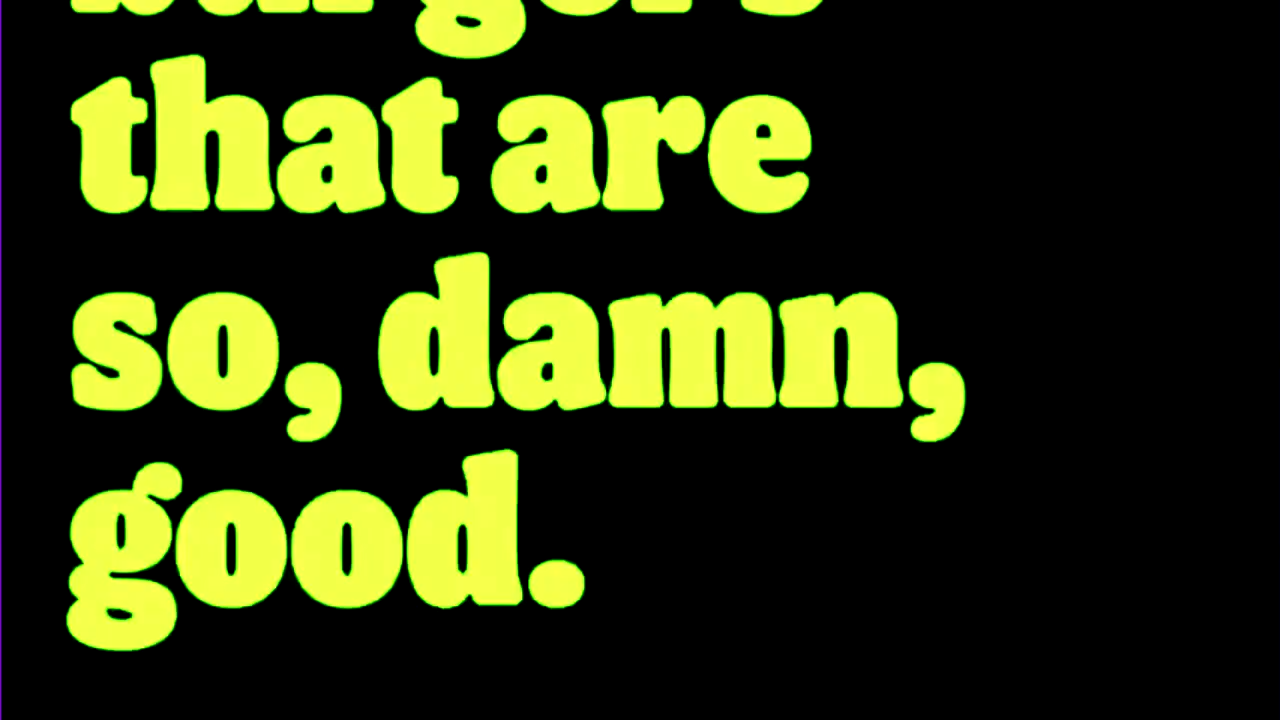 that are
so, damn,
good.